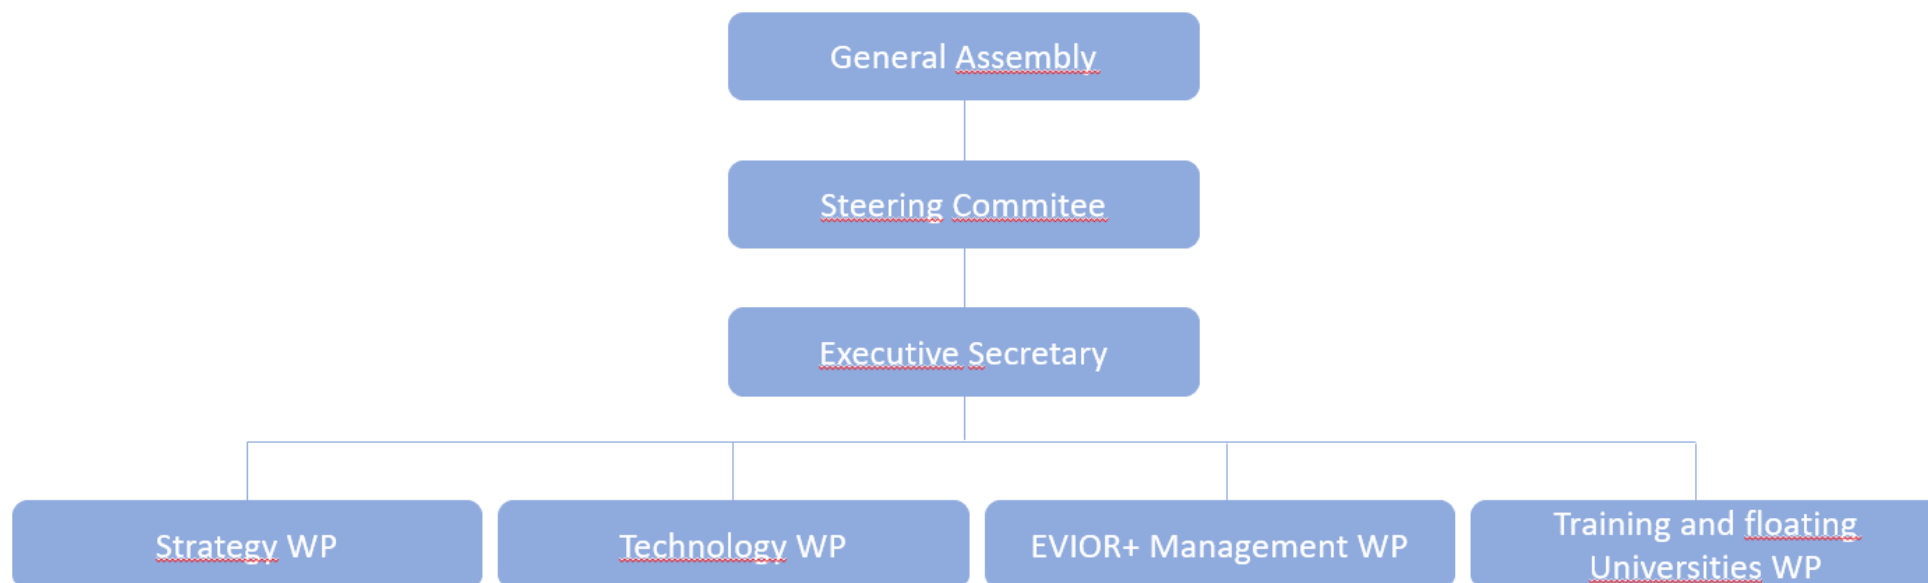 General Assembly
Steering Commitee
Executive Secretary
Strategy WP
Technology WP
EVIOR+ Management WP
Training and floating
Universities WP